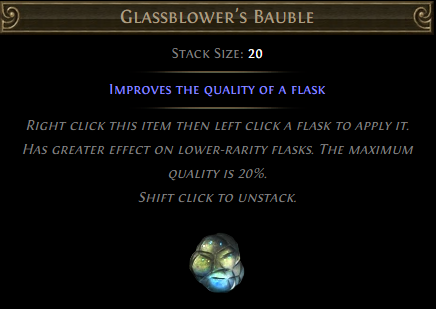 Glassblower's Bauble
Stack Size: 20
Improves the quality of a flask
Right click this item then left click a flask to apply it.
Has greater effect on lower-rarity flasks. The maximum
quality is 20%.
Shift click to unstack.